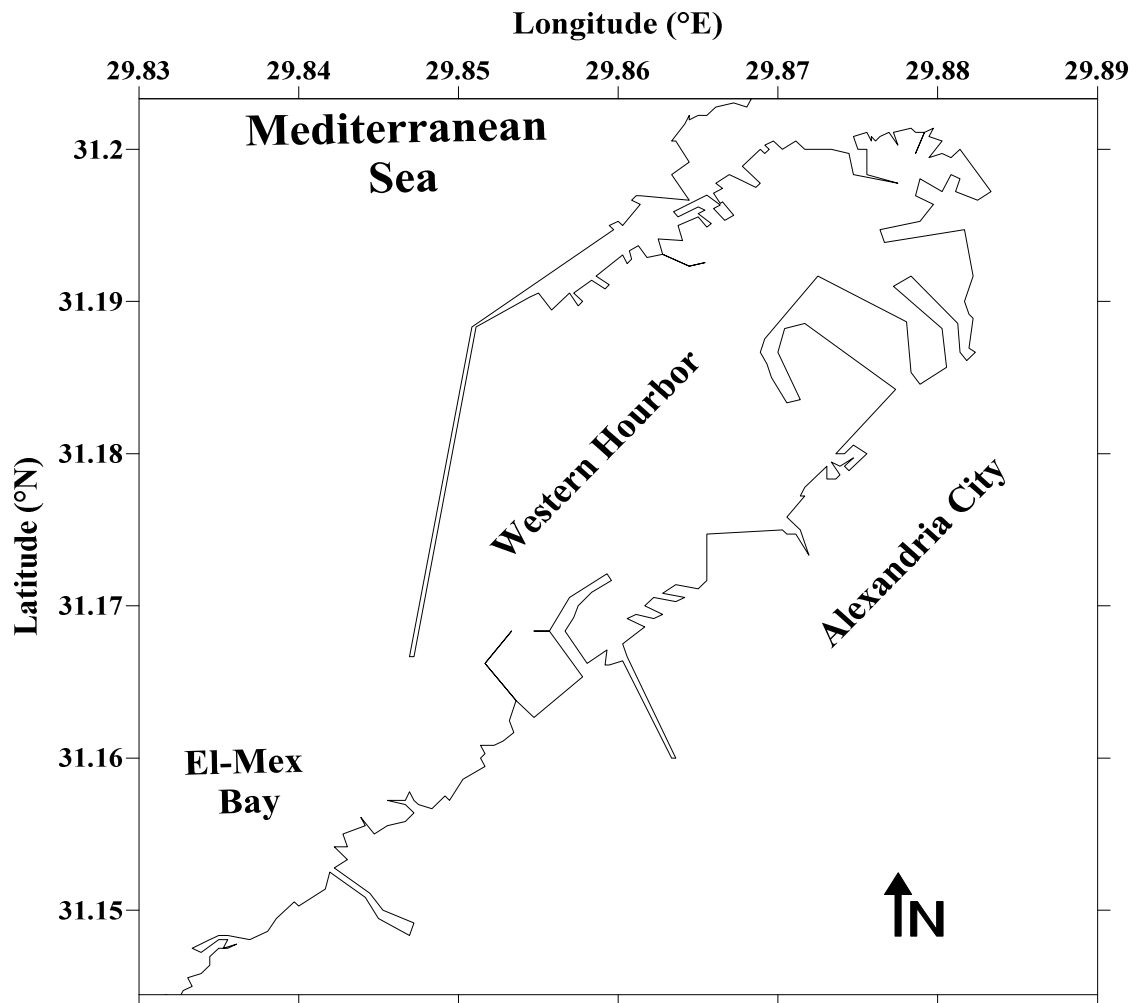 Longitude (°E)
29.83 29.84 29.85 29.86 29.87 29.88 29.89
Mediterranean
Sea
31.2
31.19
31.18
31.17
31.16
31.15
Latitude (°N)
Western Hourbor
Alexandria City
El-Mex
Bay
N